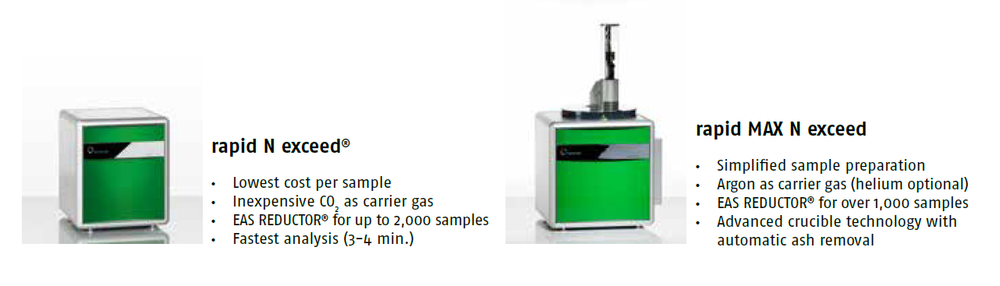 rapid N exceed®
• Lowest cost per sample
• Inexpensive CO₂ as carrier gas
• EAS REDUCTOR® for up to 2,000 samples
• Fastest analysis (3–4 min.)
rapid MAX N exceed
• Simplified sample preparation
• Argon as carrier gas (helium optional)
• EAS REDUCTOR® for over 1,000 samples
• Advanced crucible technology with
automatic ash removal